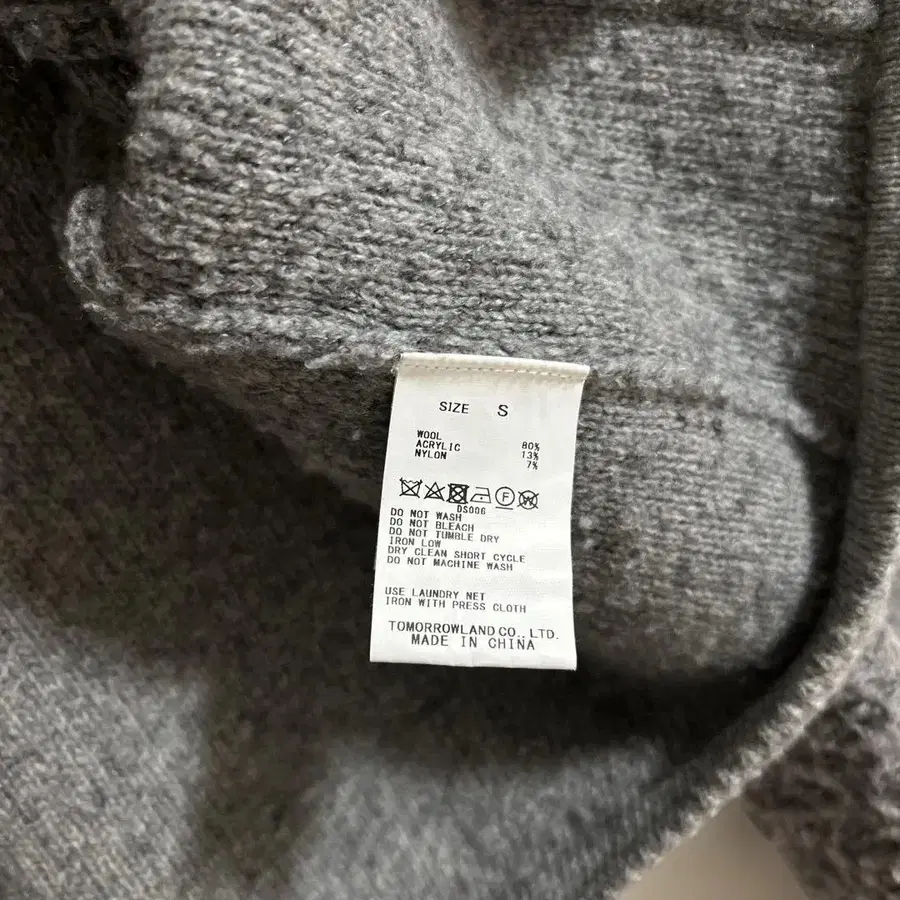 SIZE S
WOOL 80%
ACRYLIC 13%
NYLON 7%
F W
DS006
DO NOT WASH
DO NOT BLEACH
DO NOT TUMBLE DRY
IRON LOW
DRY CLEAN SHORT CYCLE
DO NOT MACHINE WASH
USE LAUNDRY NET
IRON WITH PRESS CLOTH
TOMORROWLAND CO., LTD.
MADE IN CHINA